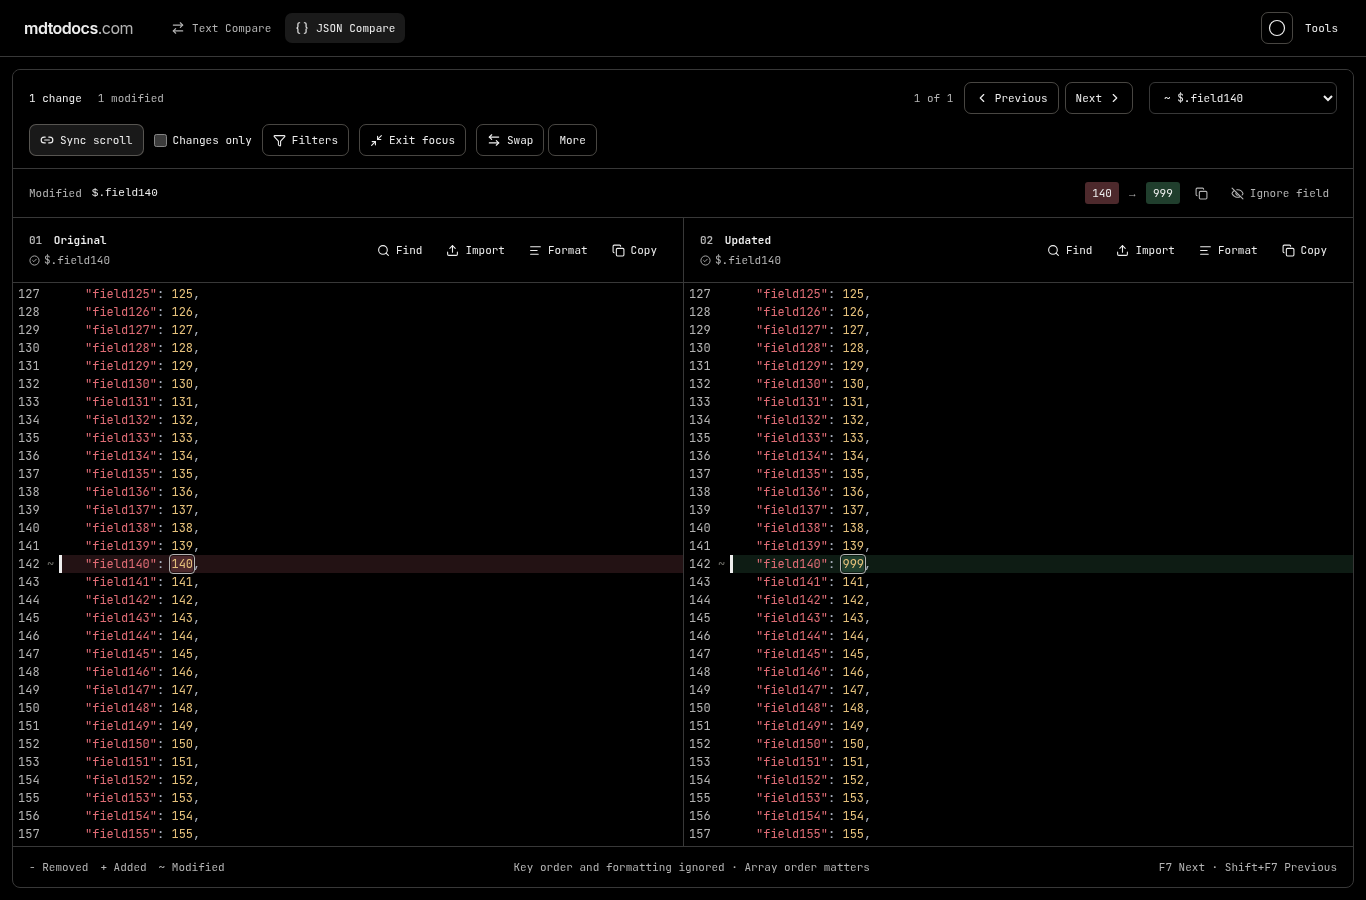 mdtodocs.com Text Compare JSON Compare Tools
1 change 1 modified 1 of 1 Previous Next ~ $.field140
Sync scroll Changes only Filters Exit focus Swap More
Modified $.field140 140 → 999 Ignore field
01 Original Find Import Format Copy
$.field140
127 "field125": 125,
128 "field126": 126,
129 "field127": 127,
130 "field128": 128,
131 "field129": 129,
132 "field130": 130,
133 "field131": 131,
134 "field132": 132,
135 "field133": 133,
136 "field134": 134,
137 "field135": 135,
138 "field136": 136,
139 "field137": 137,
140 "field138": 138,
141 "field139": 139,
142 ~ "field140": 140,
143 "field141": 141,
144 "field142": 142,
145 "field143": 143,
146 "field144": 144,
147 "field145": 145,
148 "field146": 146,
149 "field147": 147,
150 "field148": 148,
151 "field149": 149,
152 "field150": 150,
153 "field151": 151,
154 "field152": 152,
155 "field153": 153,
156 "field154": 154,
157 "field155": 155,
02 Updated Find Import Format Copy
$.field140
127 "field125": 125,
128 "field126": 126,
129 "field127": 127,
130 "field128": 128,
131 "field129": 129,
132 "field130": 130,
133 "field131": 131,
134 "field132": 132,
135 "field133": 133,
136 "field134": 134,
137 "field135": 135,
138 "field136": 136,
139 "field137": 137,
140 "field138": 138,
141 "field139": 139,
142 ~ "field140": 999,
143 "field141": 141,
144 "field142": 142,
145 "field143": 143,
146 "field144": 144,
147 "field145": 145,
148 "field146": 146,
149 "field147": 147,
150 "field148": 148,
151 "field149": 149,
152 "field150": 150,
153 "field151": 151,
154 "field152": 152,
155 "field153": 153,
156 "field154": 154,
157 "field155": 155,
- Removed + Added ~ Modified Key order and formatting ignored · Array order matters F7 Next · Shift+F7 Previous